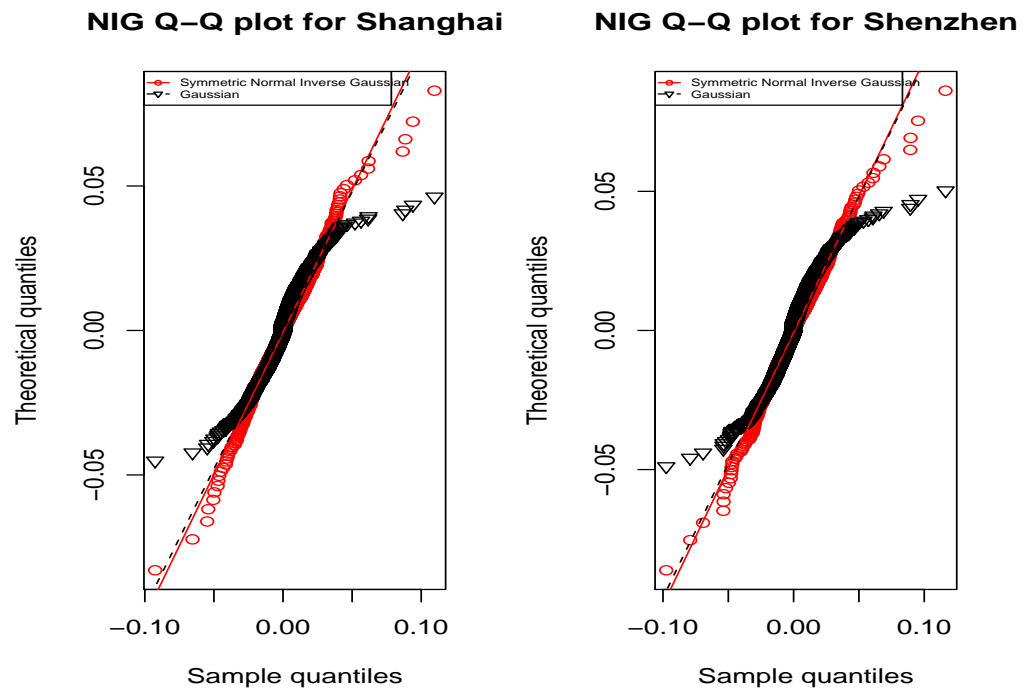 NIG Q−Q plot for Shanghai
Symmetric Normal Inverse Gaussian
Gaussian
Theoretical quantiles
0.05
0.00
−0.05
−0.10
0.00
0.10
Sample quantiles
NIG Q−Q plot for Shenzhen
Symmetric Normal Inverse Gaussian
Gaussian
Theoretical quantiles
0.05
0.00
−0.05
−0.10
0.00
0.10
Sample quantiles